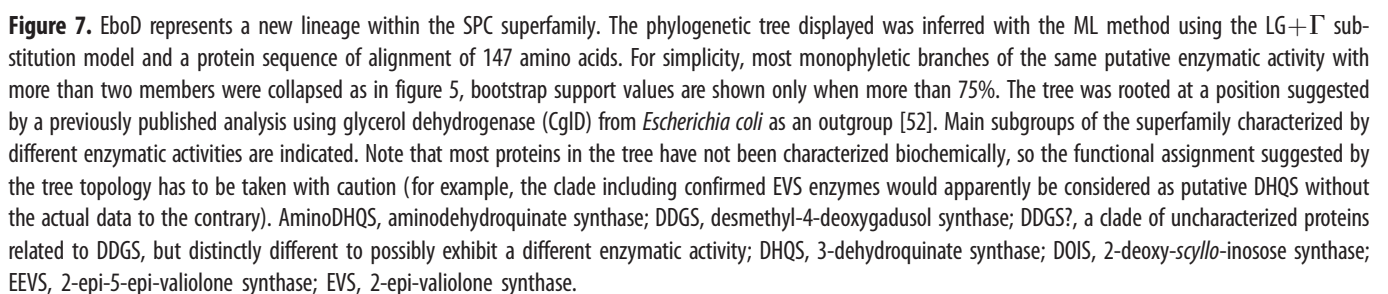 Figure 7. EboD represents a new lineage within the SPC superfamily. The phylogenetic tree displayed was inferred with the ML method using the LG+Γ sub-
stitution model and a protein sequence of alignment of 147 amino acids. For simplicity, most monophyletic branches of the same putative enzymatic activity with
more than two members were collapsed as in figure 5, bootstrap support values are shown only when more than 75%. The tree was rooted at a position suggested
by a previously published analysis using glycerol dehydrogenase (CglD) from Escherichia coli as an outgroup [52]. Main subgroups of the superfamily characterized by
different enzymatic activities are indicated. Note that most proteins in the tree have not been characterized biochemically, so the functional assignment suggested by
the tree topology has to be taken with caution (for example, the clade including confirmed EVS enzymes would apparently be considered as putative DHQS without
the actual data to the contrary). AminoDHQS, aminodehydroquinate synthase; DDGS, desmethyl-4-deoxygadusol synthase; DDGS?, a clade of uncharacterized proteins
related to DDGS, but distinctly different to possibly exhibit a different enzymatic activity; DHQS, 3-dehydroquinate synthase; DOIS, 2-deoxy-scyllo-inosose synthase;
EEVS, 2-epi-5-epi-valiolone synthase; EVS, 2-epi-valiolone synthase.